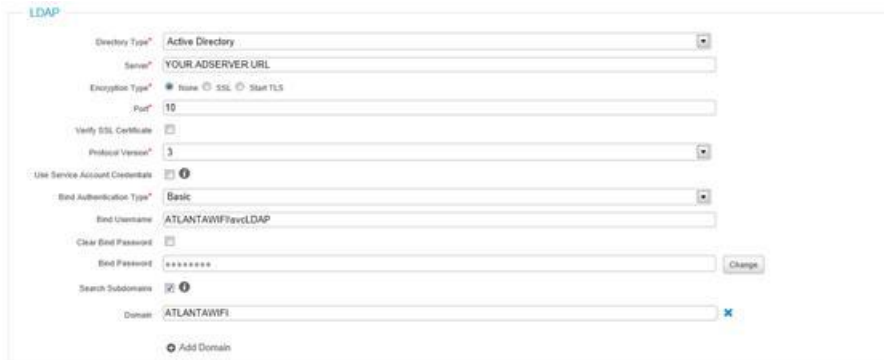 LDAP
Directory Type* Active Directory
Server* YOUR.ADSERVER.URL
Encryption Type* None SSL Start TLS
Port* 10
Verify SSL Certificate
Protocol Version* 3
Use Service Account Credentials
Bind Authentication Type* Basic
Bind Username ATLANTAWIFI\svcLDAP
Clear Bind Password
Bind Password ******** Change
Search Subdomains
Domain ATLANTAWIFI
Add Domain